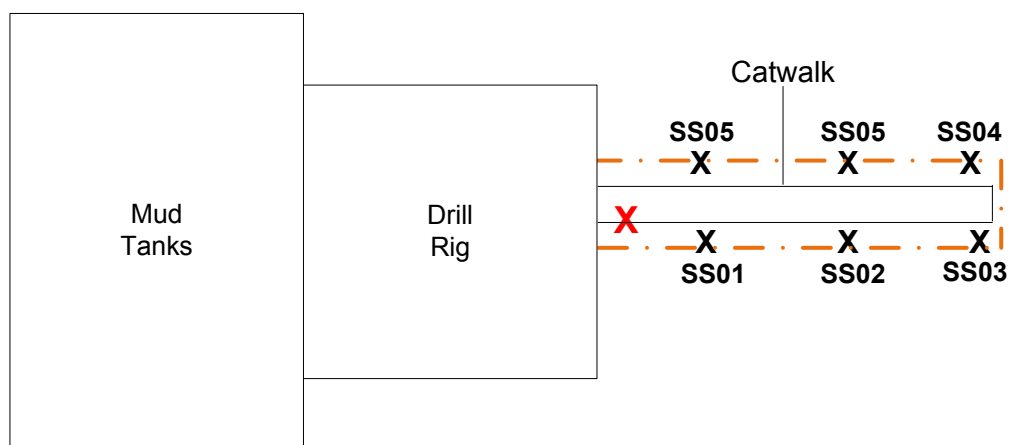 Catwalk
SS05 SS05 SS04
X X X
Mud
Tanks
Drill
Rig
X
X X X
SS01 SS02 SS03